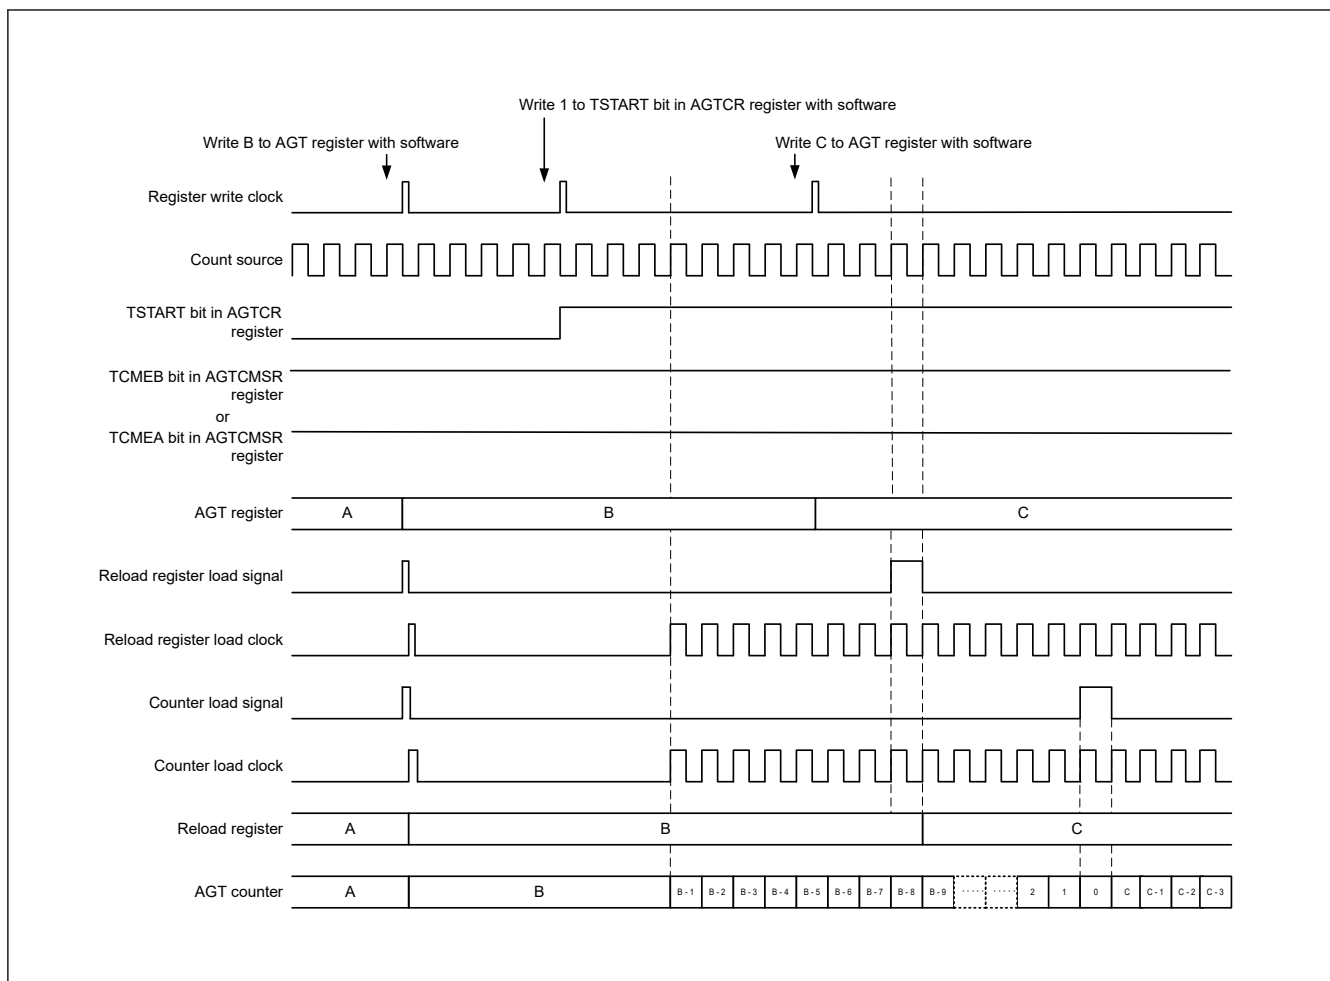 Write 1 to TSTART bit in AGTCR register with software
Write B to AGT register with software
Write C to AGT register with software
Register write clock
Count source
TSTART bit in AGTCR
register
TCMEB bit in AGTCMSR
register
or
TCMEA bit in AGTCMSR
register
AGT register
A
B
C
Reload register load signal
Reload register load clock
Counter load signal
Counter load clock
Reload register
A
B
C
AGT counter
A
B
B - 1
B - 2
B - 3
B - 4
B - 5
B - 6
B - 7
B - 8
B - 9
.....
.....
2
1
0
C
C - 1
C - 2
C - 3